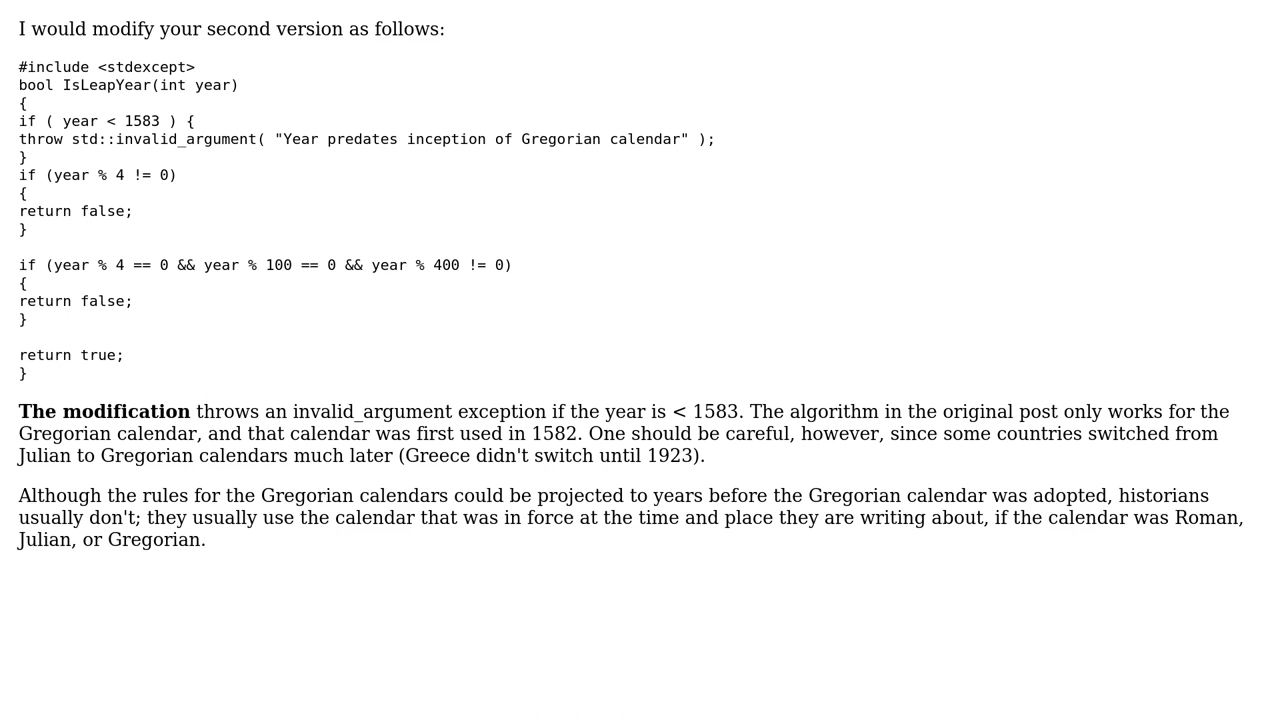 I would modify your second version as follows:
#include <stdexcept>
bool IsLeapYear(int year)
{
if ( year < 1583 ) {
throw std::invalid_argument( "Year predates inception of Gregorian calendar" );
}
if (year % 4 != 0)
{
return false;
}
if (year % 4 == 0 && year % 100 == 0 && year % 400 != 0)
{
return false;
}
return true;
}
The modification throws an invalid_argument exception if the year is < 1583. The algorithm in the original post only works for the
Gregorian calendar, and that calendar was first used in 1582. One should be careful, however, since some countries switched from
Julian to Gregorian calendars much later (Greece didn't switch until 1923).
Although the rules for the Gregorian calendars could be projected to years before the Gregorian calendar was adopted, historians
usually don't; they usually use the calendar that was in force at the time and place they are writing about, if the calendar was Roman,
Julian, or Gregorian.